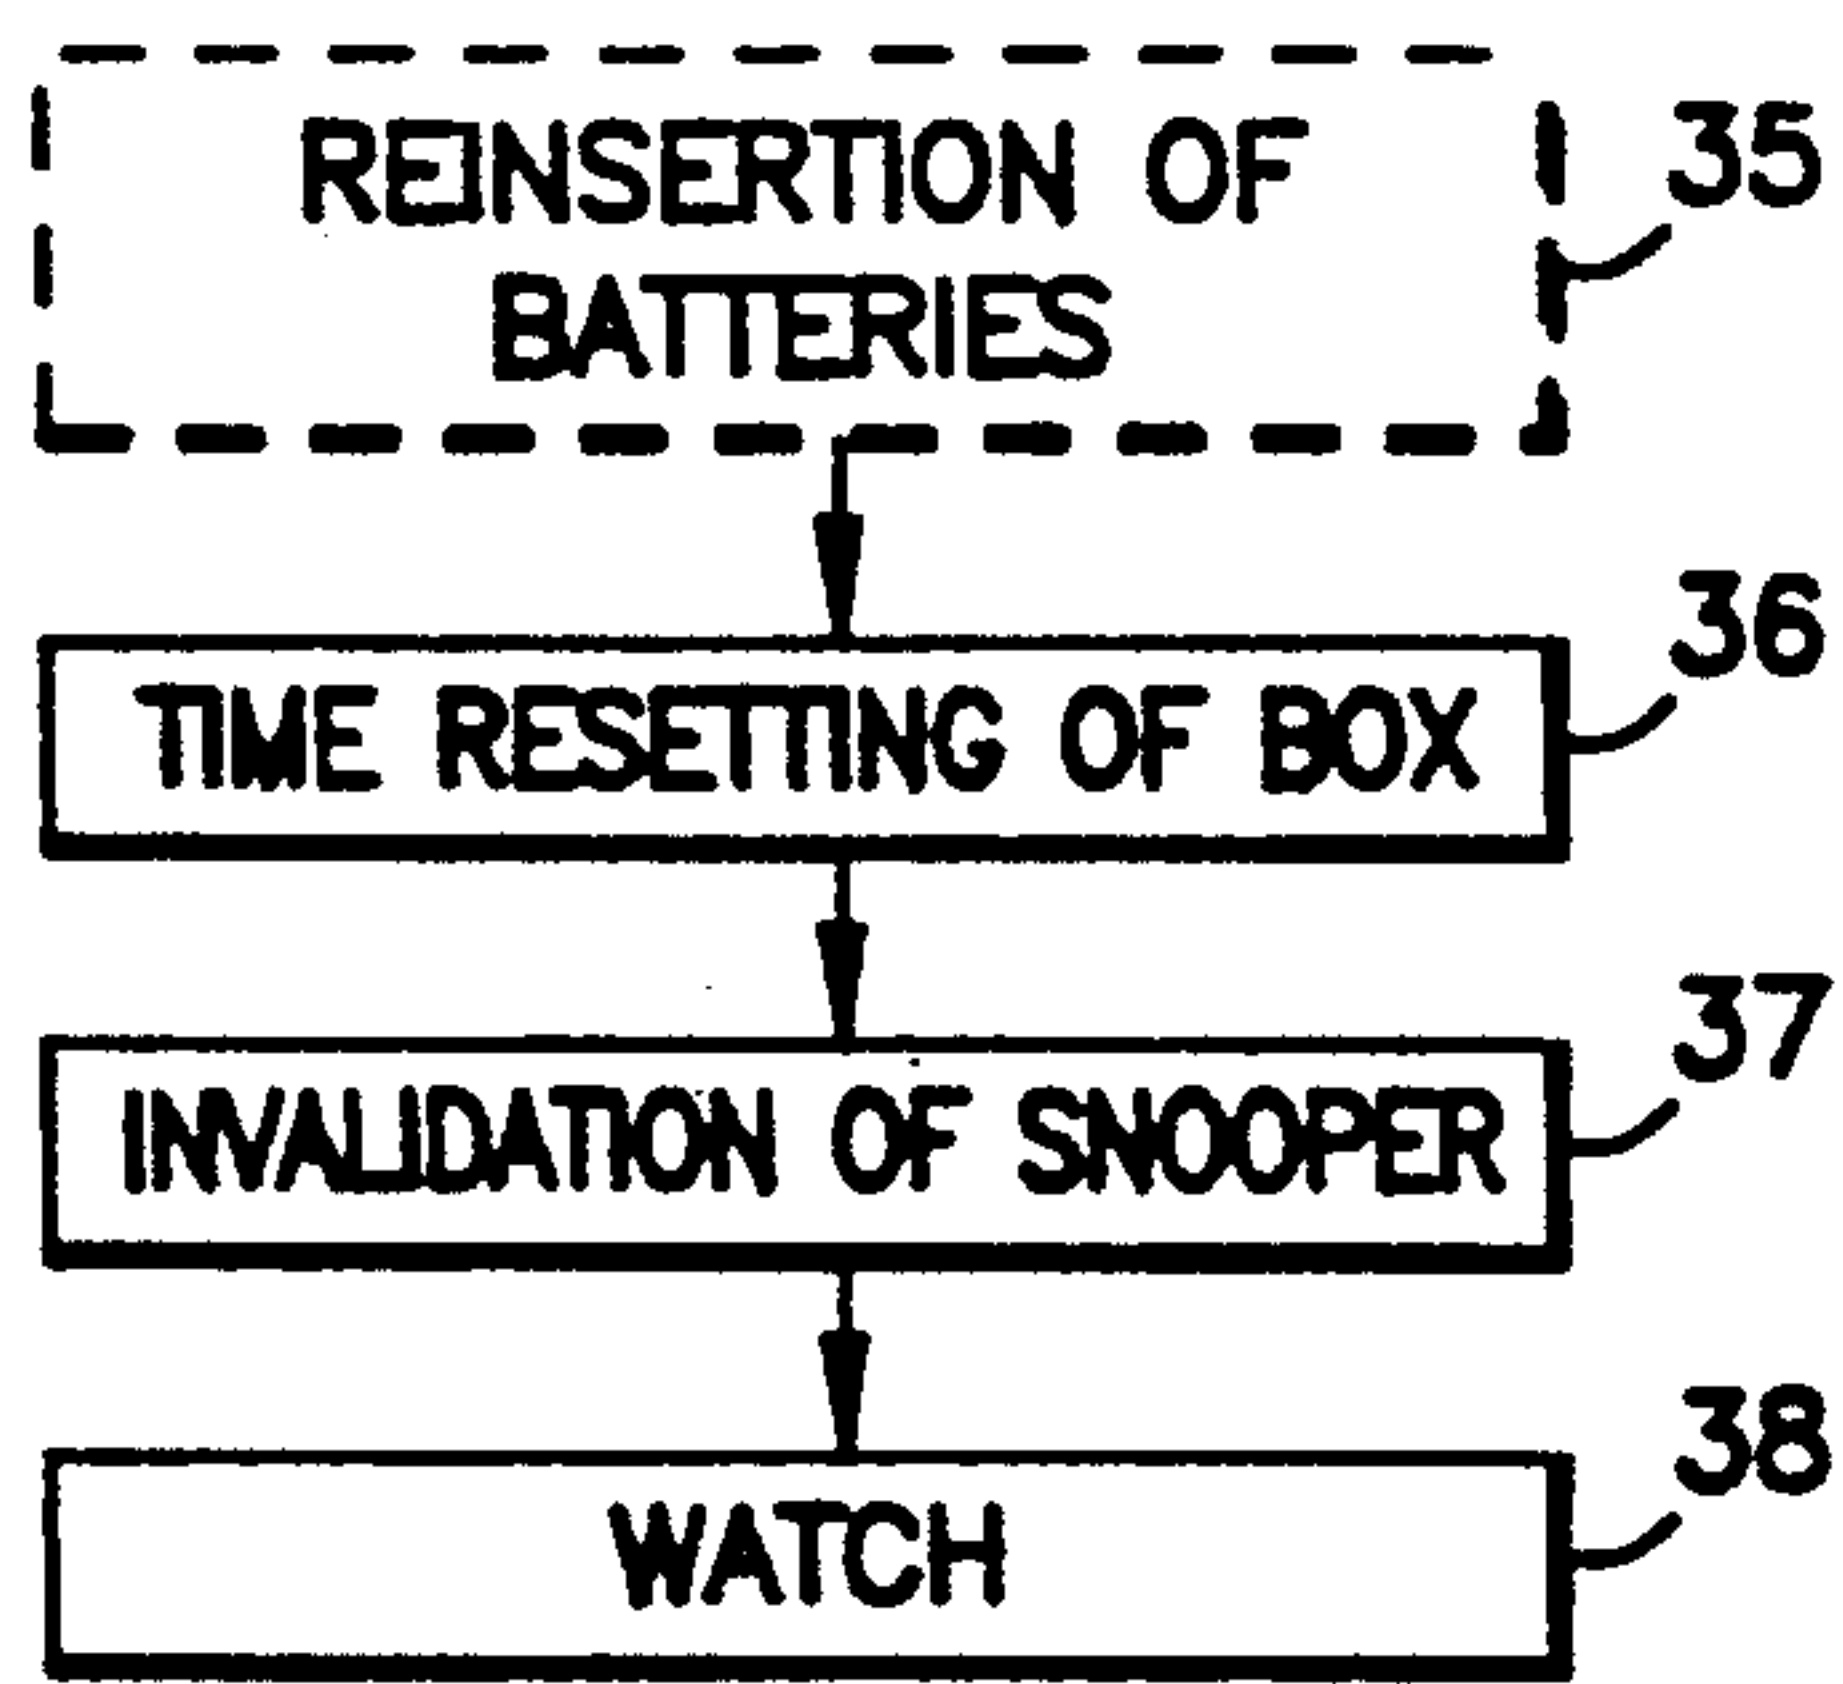 REINSERTION OF
BATTERIES
35
TIME RESETTING OF BOX
36
INVALIDATION OF SNOOPER
37
WATCH
38